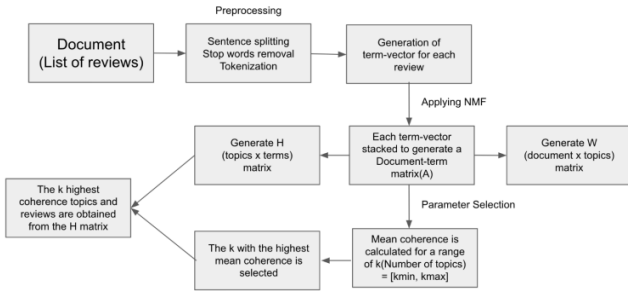 Preprocessing
Document
(List of reviews)
Sentence splitting
Stop words removal
Tokenization
Generation of
term-vector for each
review
Applying NMF
Generate H
(topics x terms)
matrix
Each term-vector
stacked to generate a
Document-term
matrix(A)
Generate W
(document x topics)
matrix
The k highest
coherence topics and
reviews are obtained
from the H matrix
Parameter Selection
The k with the highest
mean coherence is
selected
Mean coherence is
calculated for a range
of k(Number of topics)
= [kmin, kmax]